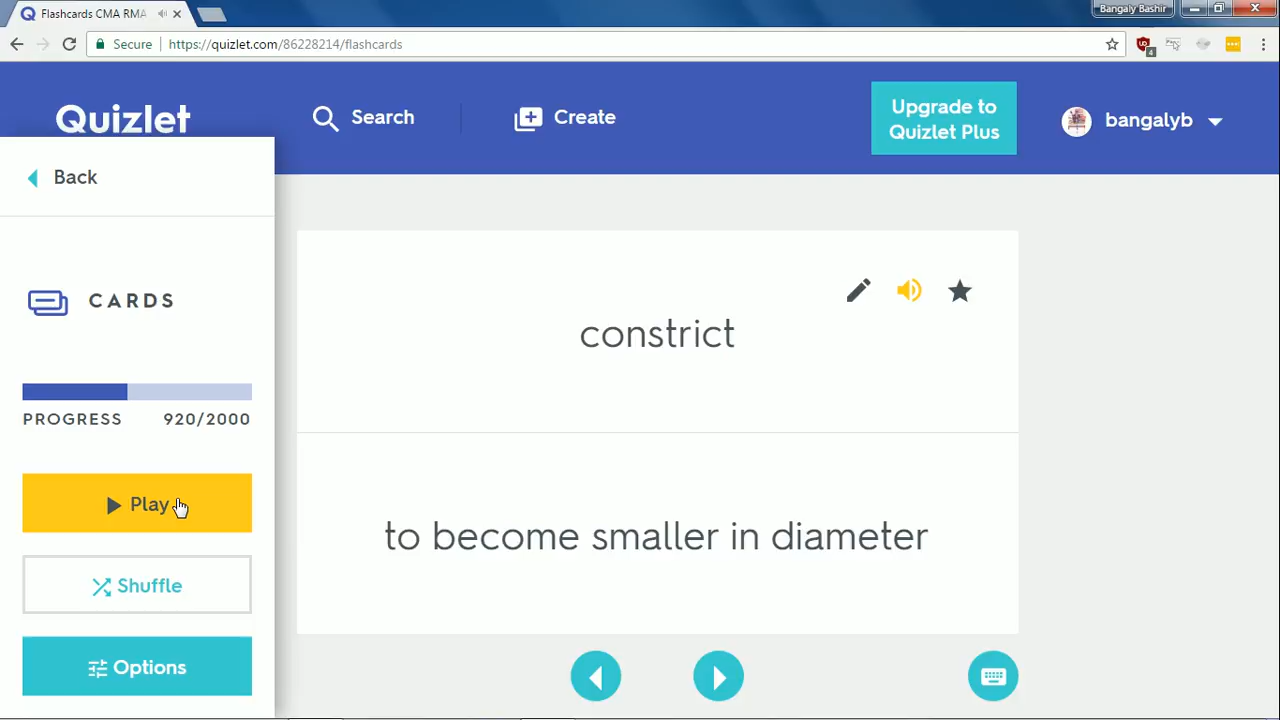 Flashcards CMA RMA
Bangaly Bashir
Secure
https://quizlet.com/86228214/flashcards
4
Quizlet
Search
Create
Upgrade to
Quizlet Plus
bangalyb
Back
CARDS
PROGRESS 920/2000
Play
Shuffle
Options
constrict
to become smaller in diameter